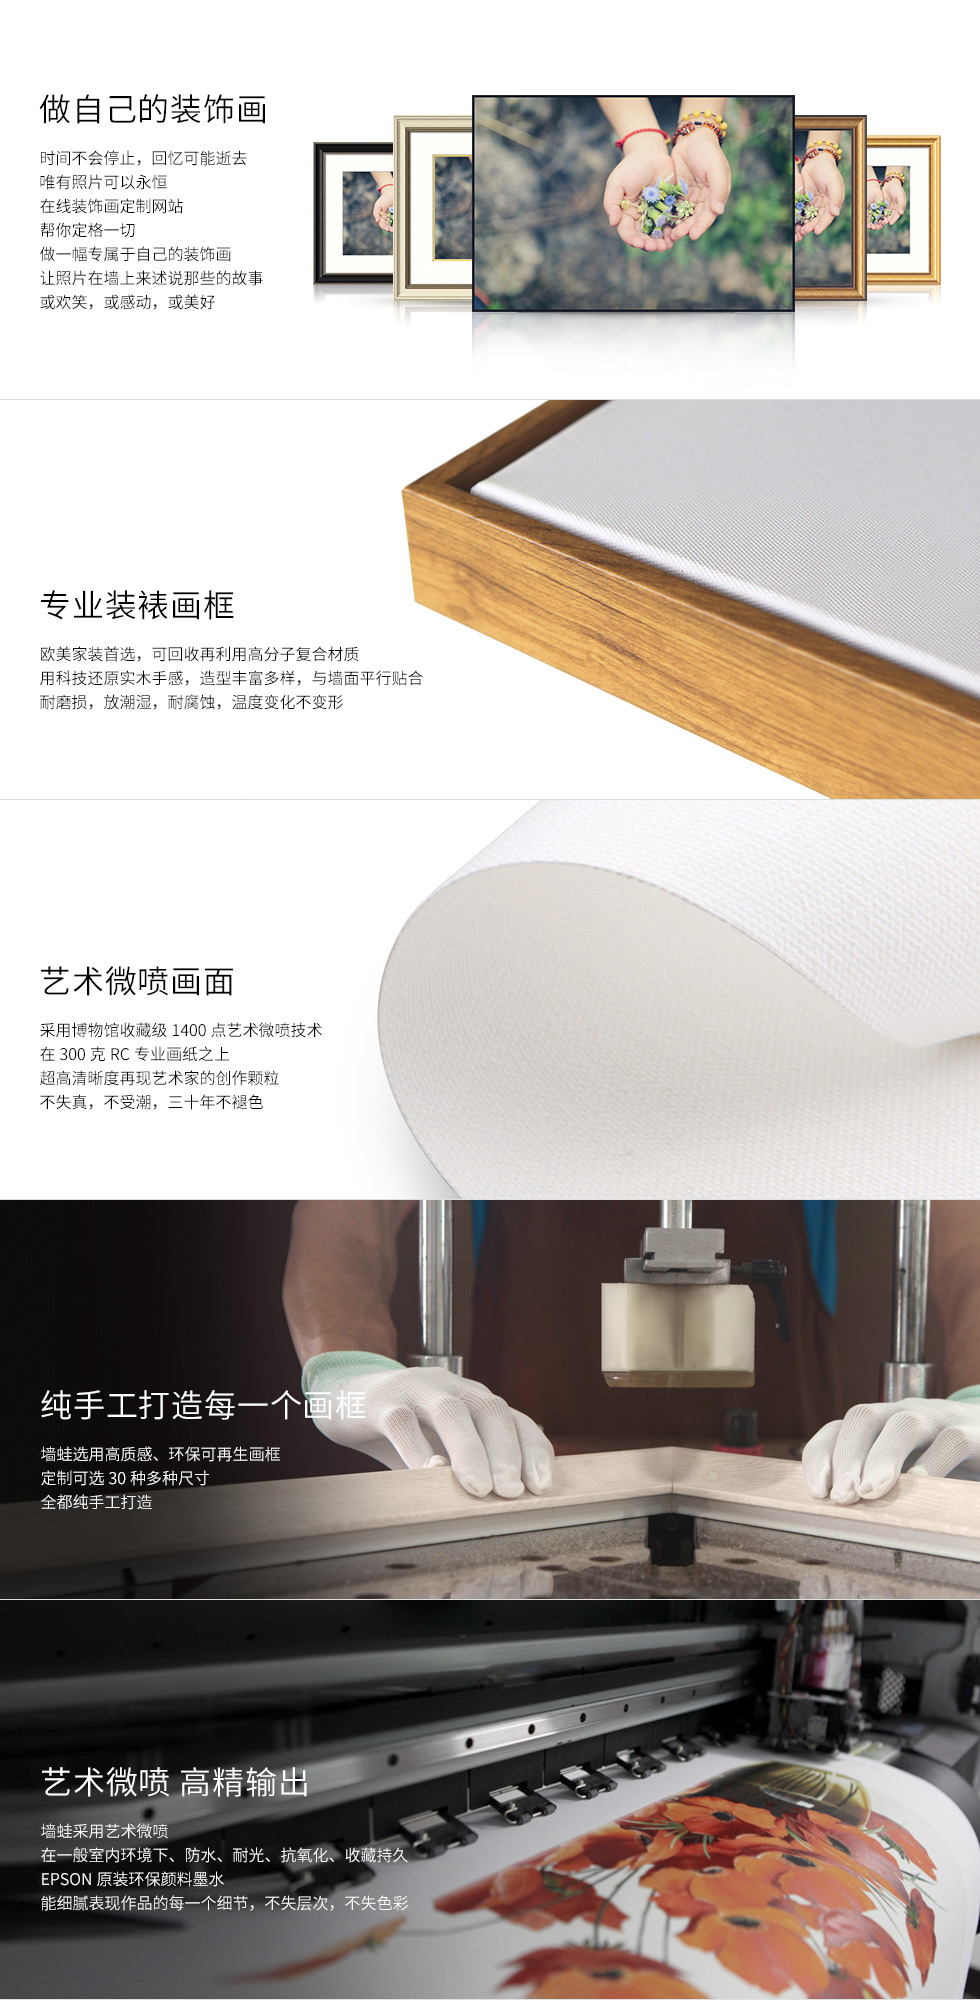 做自己的装饰画
时间不会停止，回忆可能逝去
唯有照片可以永恒
在线装饰画定制网站
帮你定格一切
做一幅专属于自己的装饰画
让照片在墙上来述说那些的故事
或欢笑，或感动，或美好
专业装裱画框
欧美家装首选，可回收再利用高分子复合材质
用科技还原实木手感，造型丰富多样，与墙面平行贴合
耐磨损，放潮湿，耐腐蚀，温度变化不变形
艺术微喷画面
采用博物馆收藏级 1400 点艺术微喷技术
在 300 克 RC 专业画纸之上
超高清晰度再现艺术家的创作颗粒
不失真，不受潮，三十年不褪色
纯手工打造每一个画框
墙蛙选用高质感、环保可再生画框
定制可选 30 种多种尺寸
全都纯手工打造
艺术微喷 高精输出
墙蛙采用艺术微喷
在一般室内环境下、防水、耐光、抗氧化、收藏持久
EPSON 原装环保颜料墨水
能细腻表现作品的每一个细节，不失层次，不失色彩